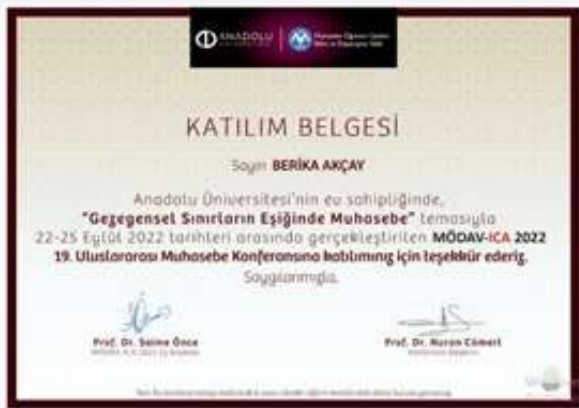 ANADOLU
KATILIM BELGESİ
Sayın BERİKA AKÇAY
Anadolu Üniversitesi'nin ev sahipliğinde,
"Gezegensel Sınırların Eşiğinde Muhasebe" temasıyla
22-25 Eylül 2022 tarihleri arasında gerçekleştirilen MÖDAV-ICA 2022
19. Uluslararası Muhasebe Konferansına katılımınız için teşekkür ederiz.
Saygılarımızla,
Prof. Dr. Saime Önce
Prof. Dr. Nuran Cömert